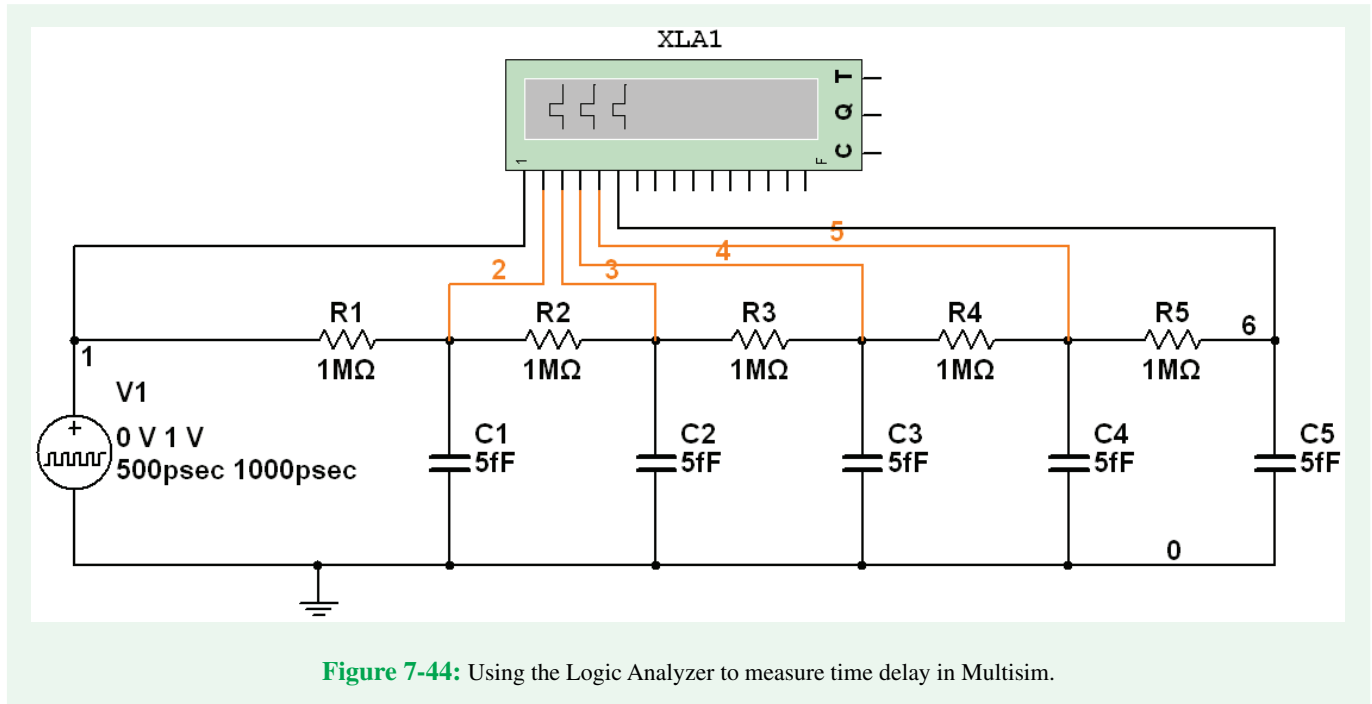 XLA1
T
Q
C
1
F
5
4
2
3
R1
R2
R3
R4
R5
6
1
1MΩ
1MΩ
1MΩ
1MΩ
1MΩ
V1
+
0 V 1 V
500psec 1000psec
C1
5fF
C2
5fF
C3
5fF
C4
5fF
C5
5fF
0
Figure 7-44: Using the Logic Analyzer to measure time delay in Multisim.